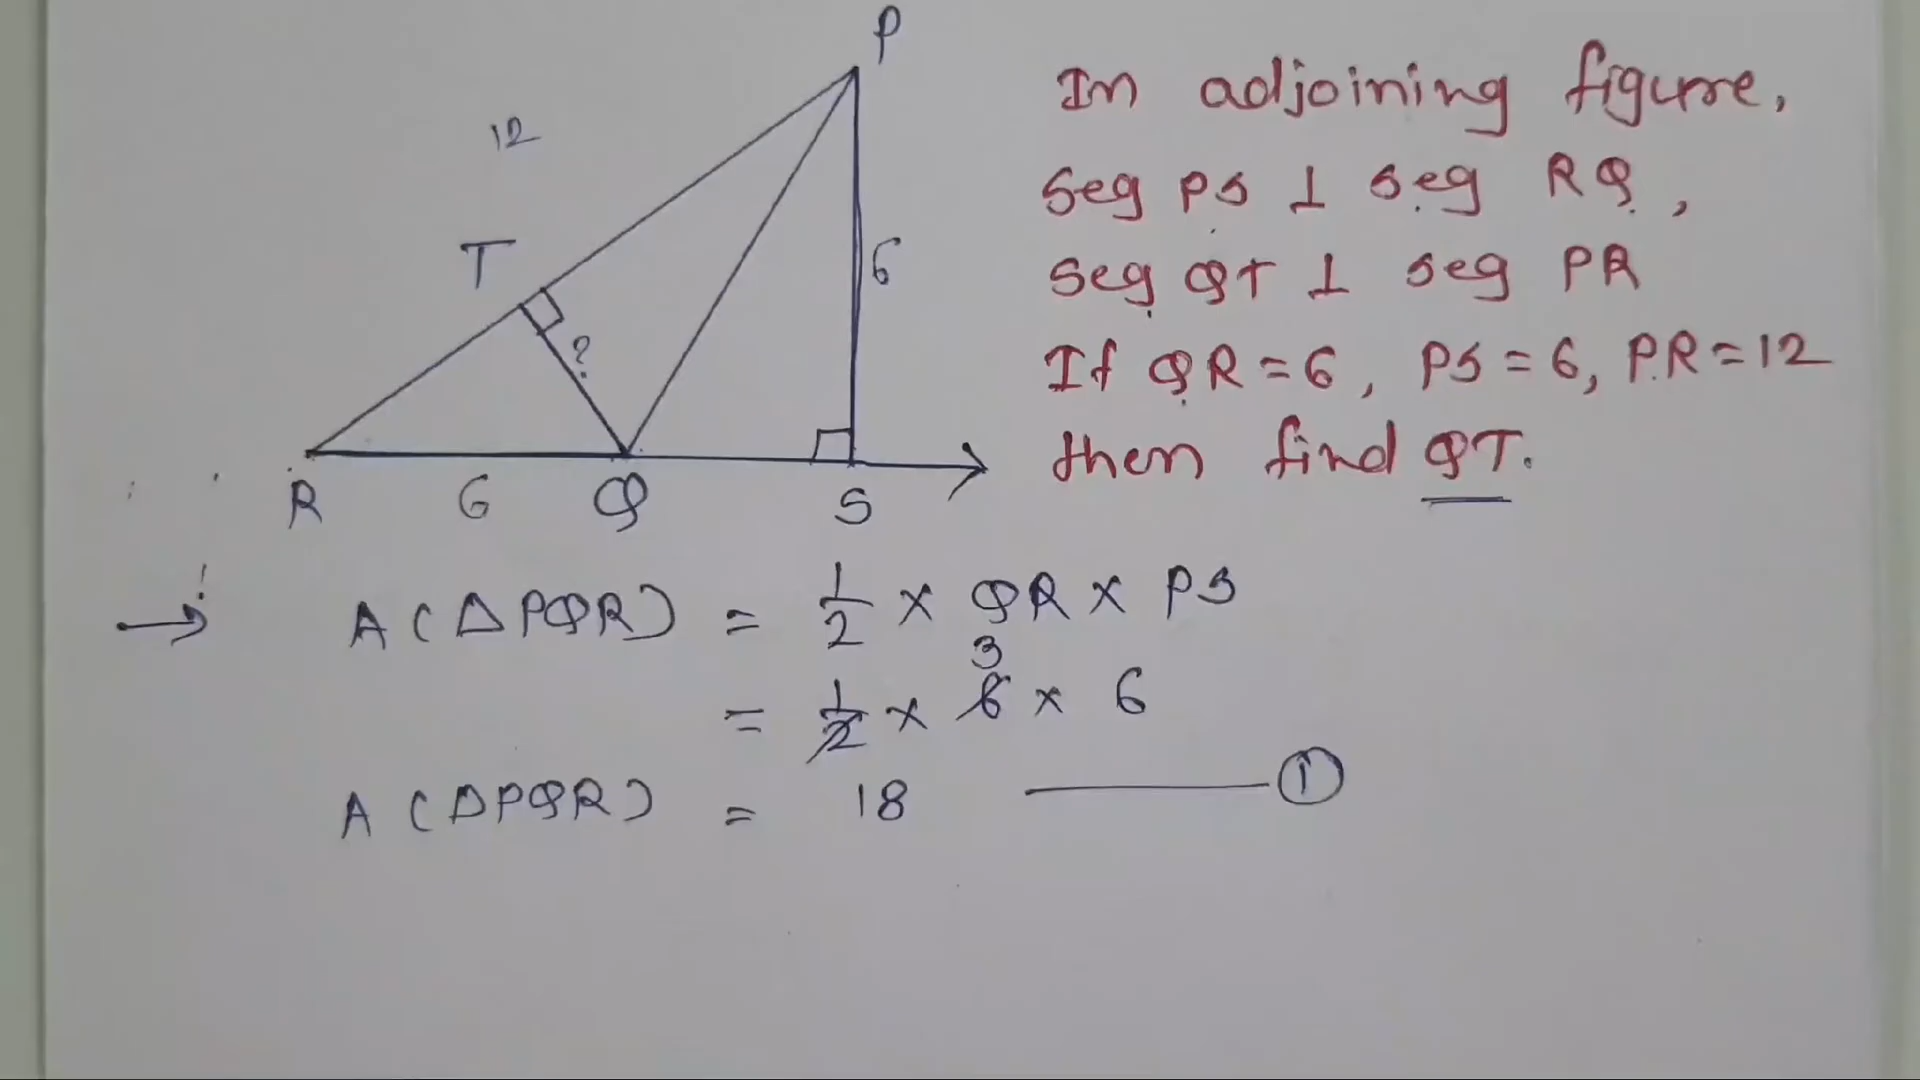 P
12
T
6
?
R 6 Q S
In adjoining figure,
seg PS ⊥ seg RQ,
seg QT ⊥ seg PR
If QR = 6, PS = 6, PR = 12
then find QT.
→ A(△PQR) = 1/2 × QR × PS
3
= 1/2 × 6 × 6
A(△PQR) = 18 ——— ①